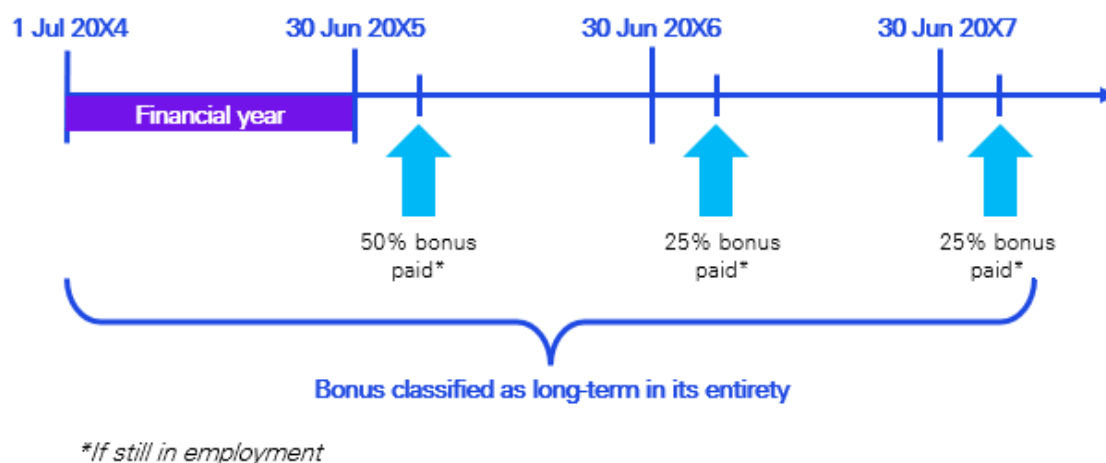 1 Jul 20X4 30 Jun 20X5 30 Jun 20X6 30 Jun 20X7
Financial year
50% bonus 25% bonus 25% bonus
paid* paid* paid*
Bonus classified as long-term in its entirety
*If still in employment